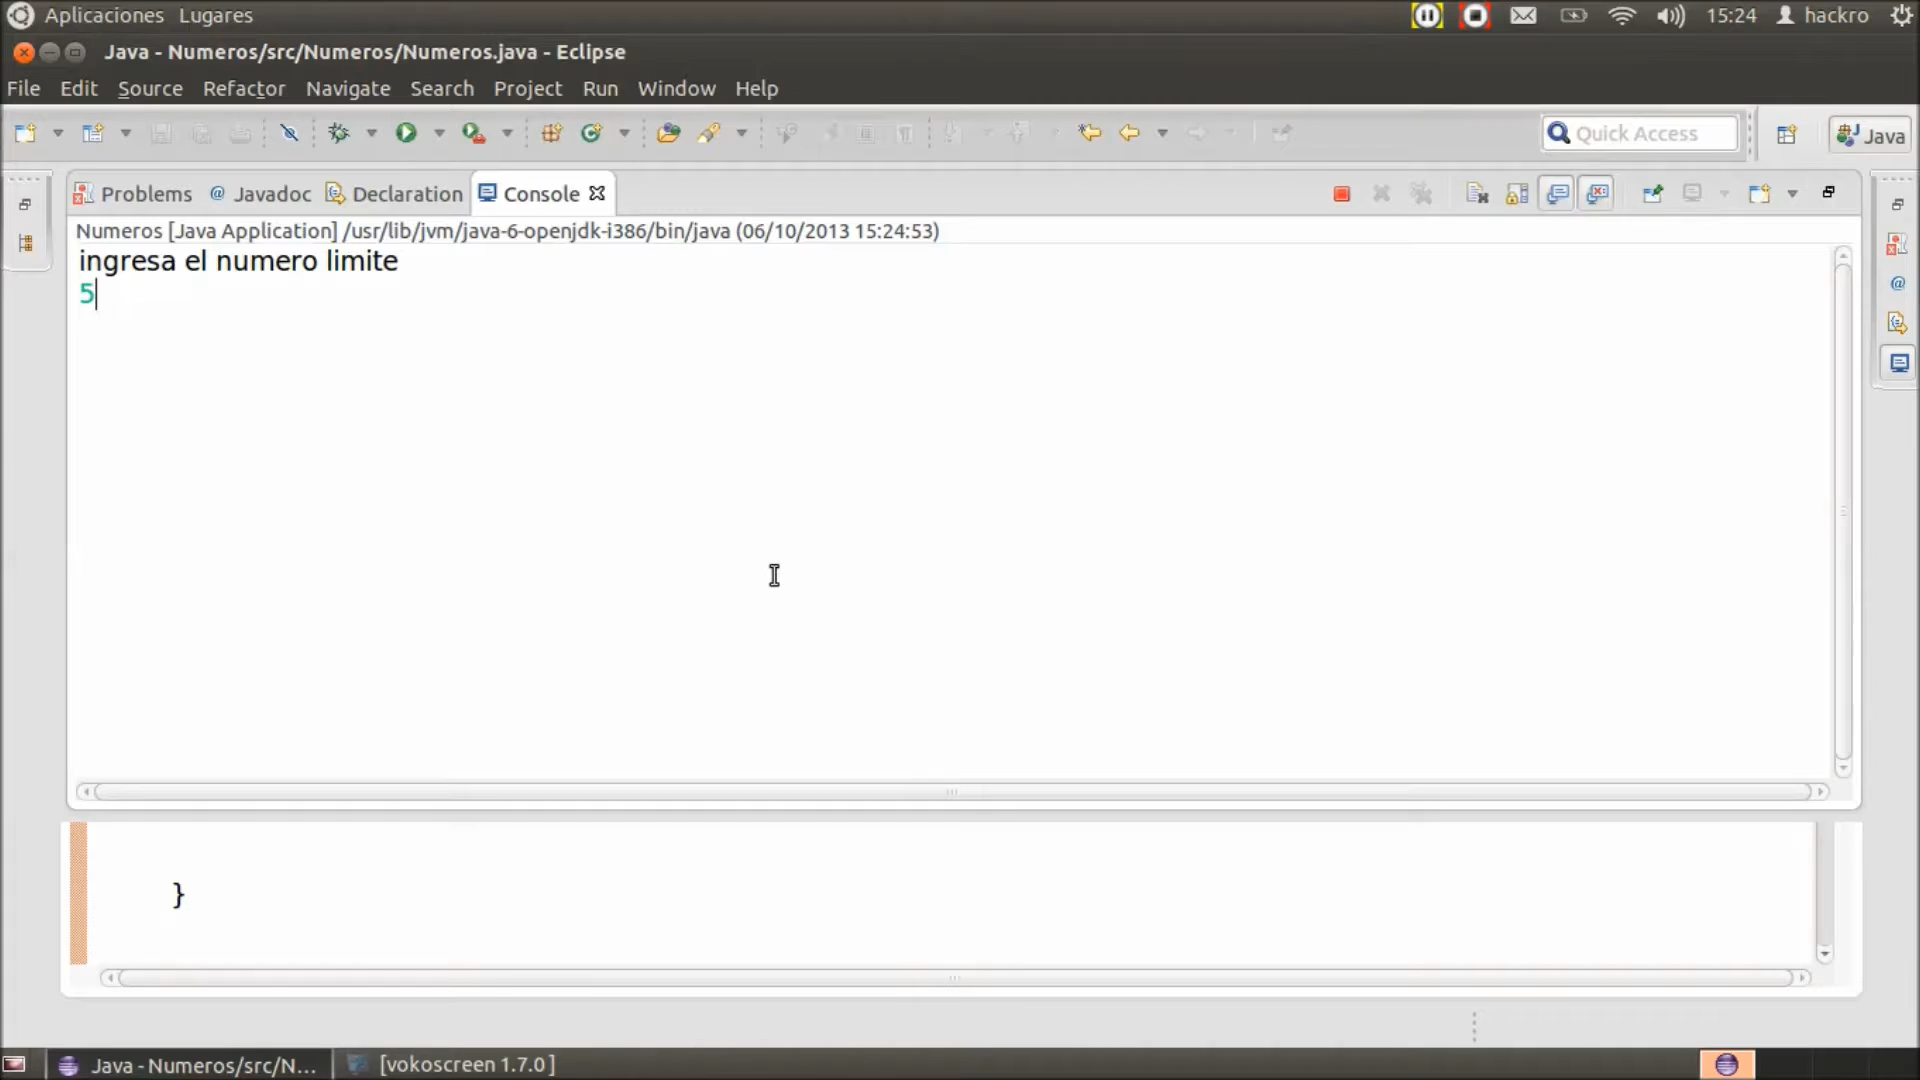 Aplicaciones Lugares 15:24 hackro
Java - Numeros/src/Numeros/Numeros.java - Eclipse
File Edit Source Refactor Navigate Search Project Run Window Help
Quick Access Java
Problems @ Javadoc Declaration Console
Numeros [Java Application] /usr/lib/jvm/java-6-openjdk-i386/bin/java (06/10/2013 15:24:53)
ingresa el numero limite
5
}
Java - Numeros/src/N... [vokoscreen 1.7.0]